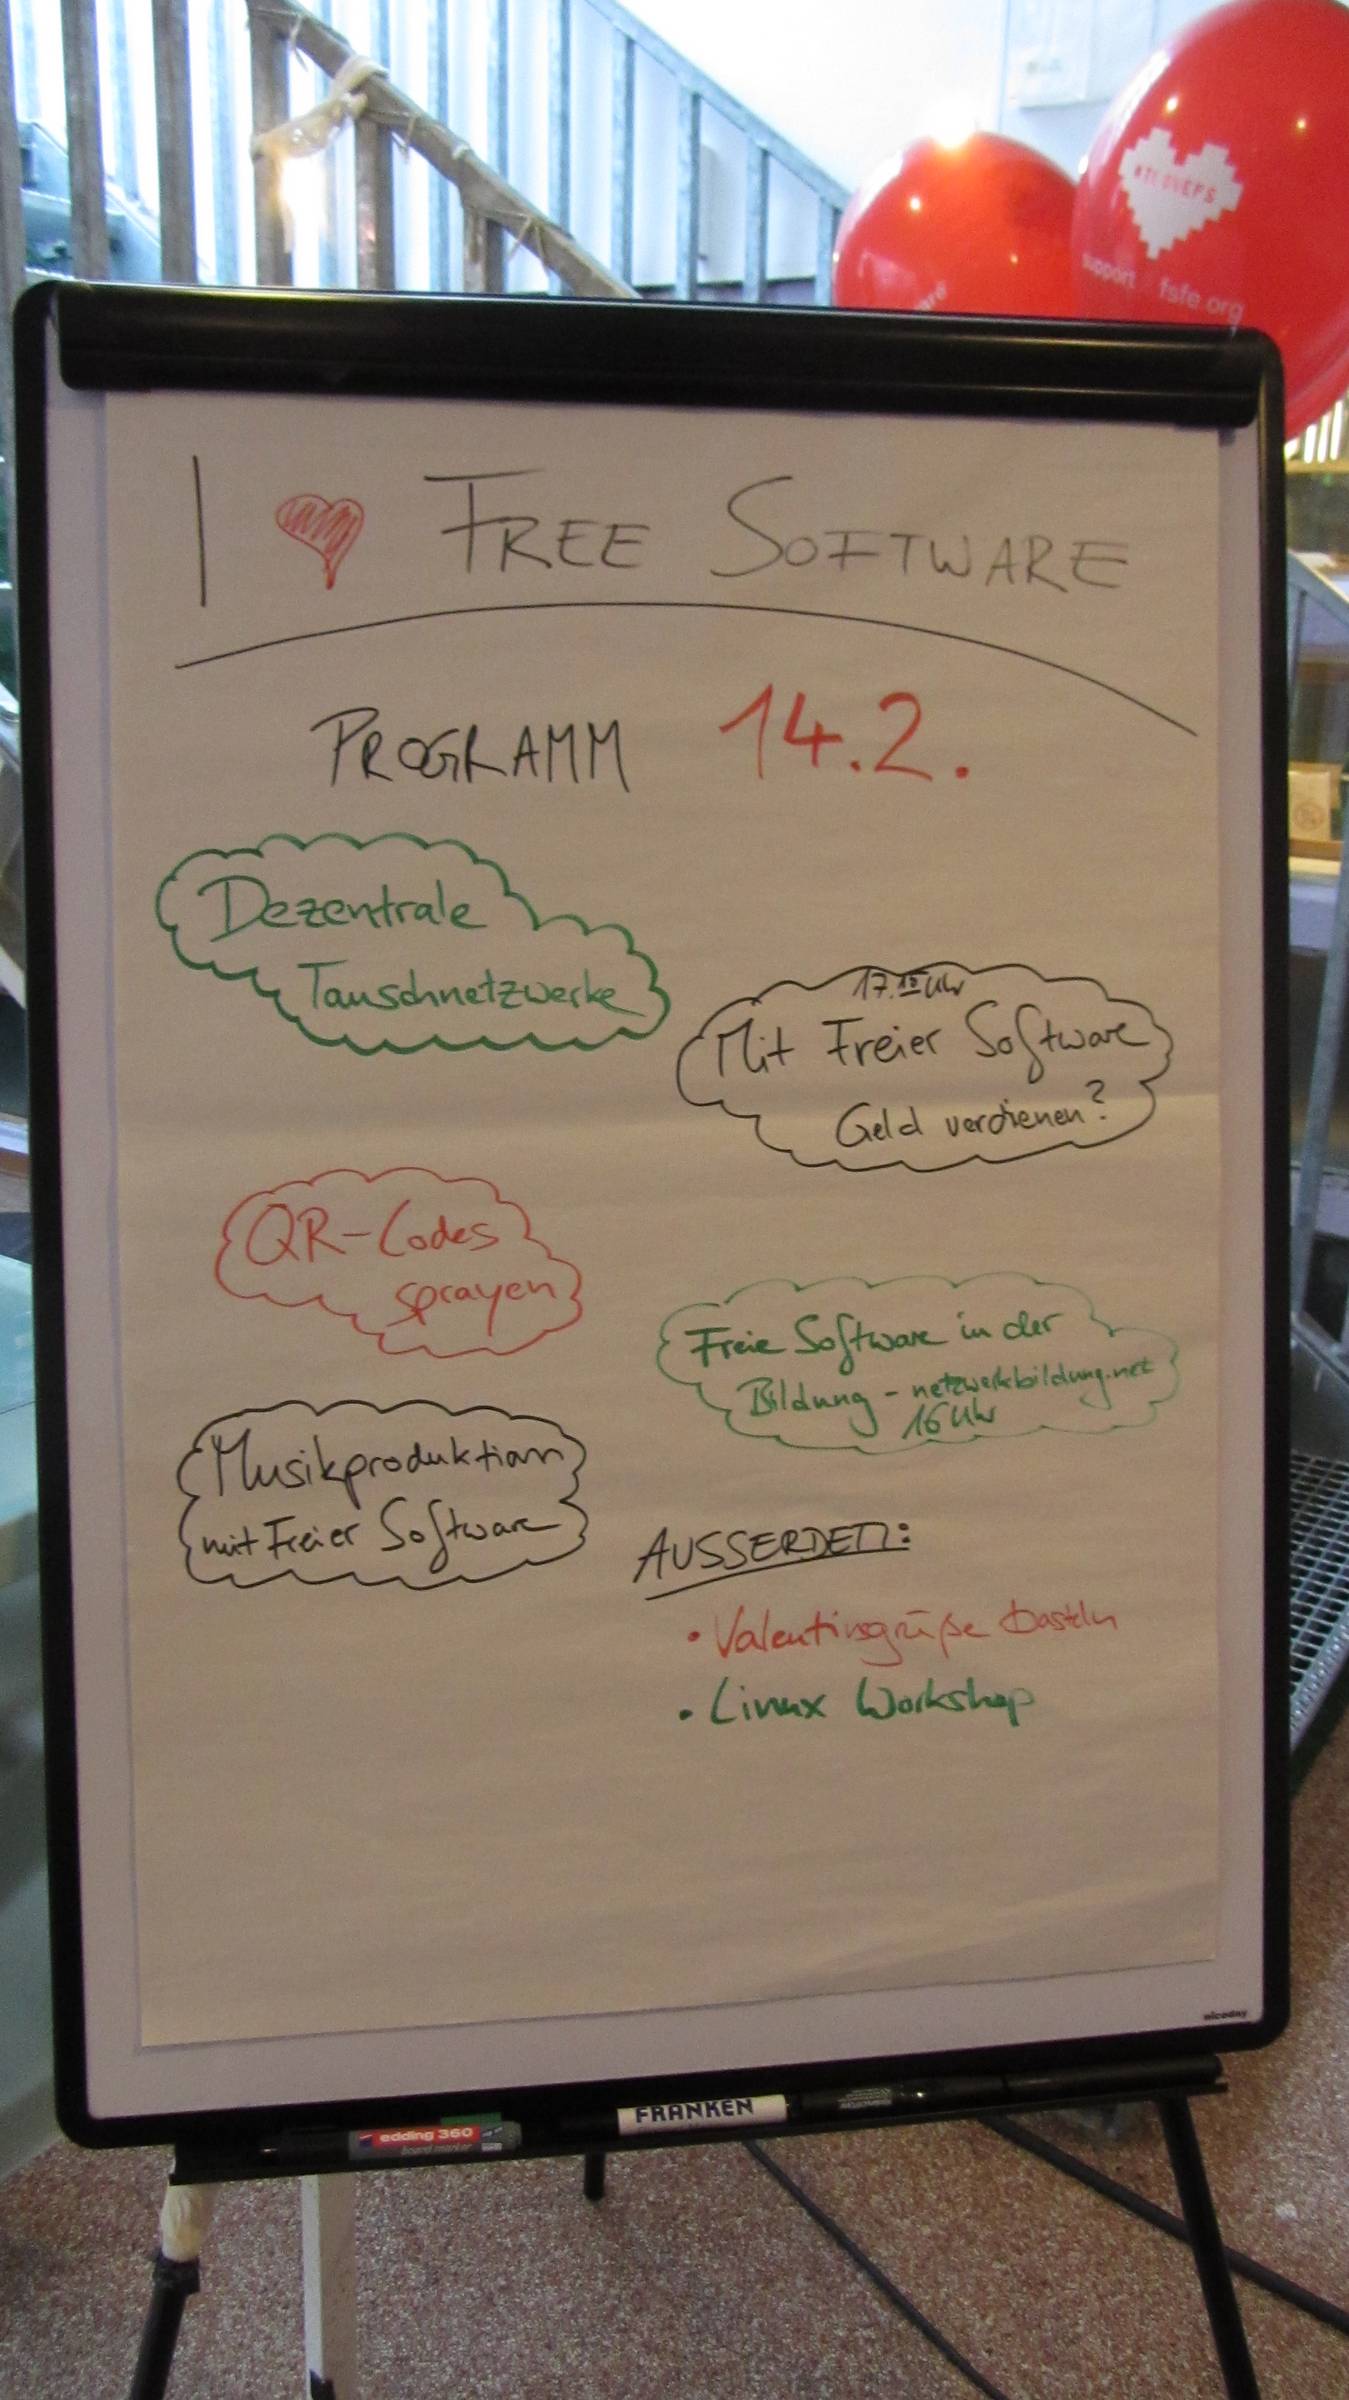 #ILOVEFS
support fsfe.org
I ♥ FREE SOFTWARE
PROGRAMM 14.2.
Dezentrale
Tauschnetzwerke
17.15 Uhr
Mit Freier Software
Geld verdienen?
QR-Codes
sprayen
Freie Software in der
Bildung - netzwerkbildung.net
16 Uhr
Musikproduktion
mit Freier Software
AUSSERDEM:
• Valentinsgrüße basteln
• Linux Workshop
nicoday
FRANKEN
edding 360
board marker